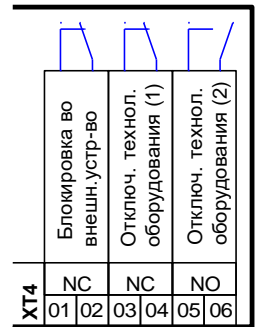 Блокировка во
внешн.устр-во
Отключ. технол.
оборудования (1)
Отключ. технол.
оборудования (2)
XT4
NC
NC
NO
01 02 03 04 05 06